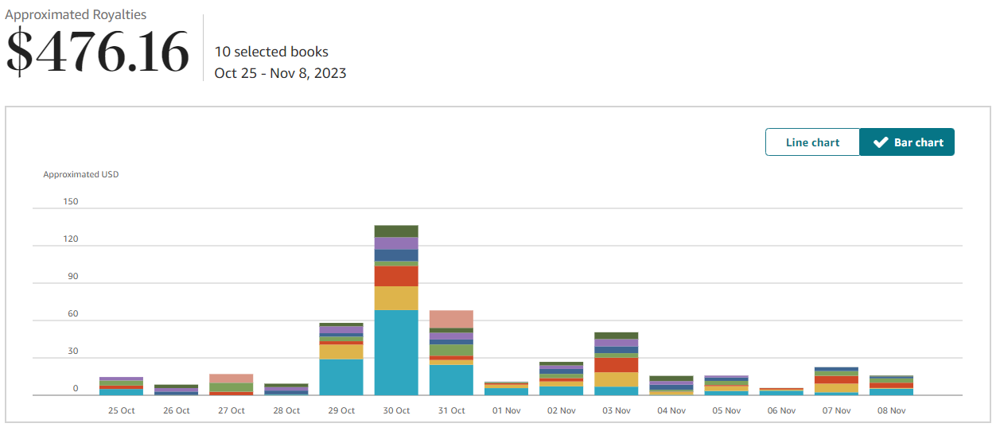 Approximated Royalties
$476.16
10 selected books
Oct 25 - Nov 8, 2023
Line chart
Bar chart
Approximated USD
150
120
90
60
30
0
25 Oct 26 Oct 27 Oct 28 Oct 29 Oct 30 Oct 31 Oct 01 Nov 02 Nov 03 Nov 04 Nov 05 Nov 06 Nov 07 Nov 08 Nov